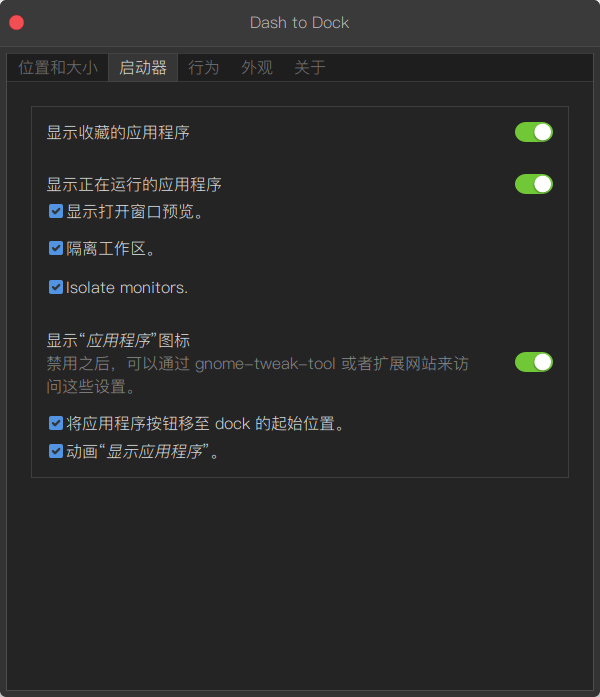 Dash to Dock
位置和大小 启动器 行为 外观 关于
显示收藏的应用程序
显示正在运行的应用程序
显示打开窗口预览。
隔离工作区。
Isolate monitors.
显示“应用程序”图标
禁用之后，可以通过 gnome-tweak-tool 或者扩展网站来访
问这些设置。
将应用程序按钮移至 dock 的起始位置。
动画“显示应用程序”。